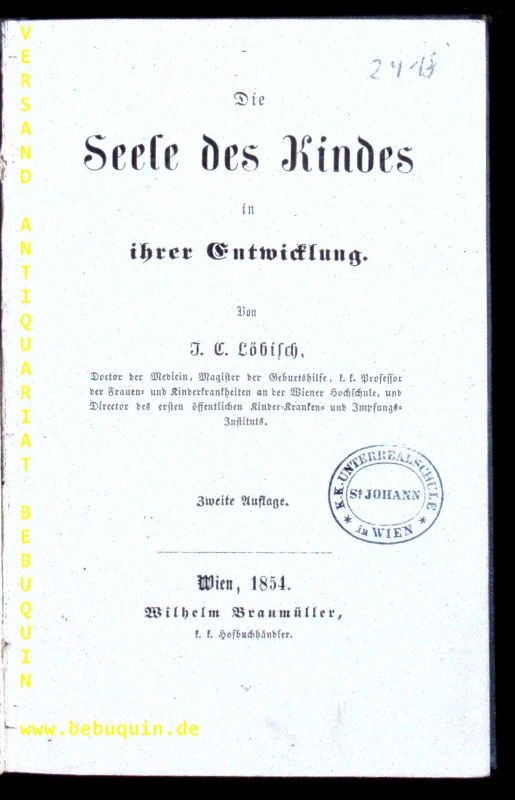 2417
Die
Seele des Kindes
in
ihrer Entwicklung.
Von
J. E. Löbisch,
Doctor der Medicin, Magister der Geburtshilfe, k. k. Professor
der Frauen- und Kinderkrankheiten an der Wiener Hochschule, und
Director des ersten öffentlichen Kinder-Kranken- und Impfungs-
Instituts.
K.K. UNTERREALSCHULE
St JOHANN
in WIEN
Zweite Auflage.
Wien, 1854.
Wilhelm Braumüller,
k. k. Hofbuchhändler.
VERSAND ANTIQUARIAT BEBUQUIN
www.bebuquin.de